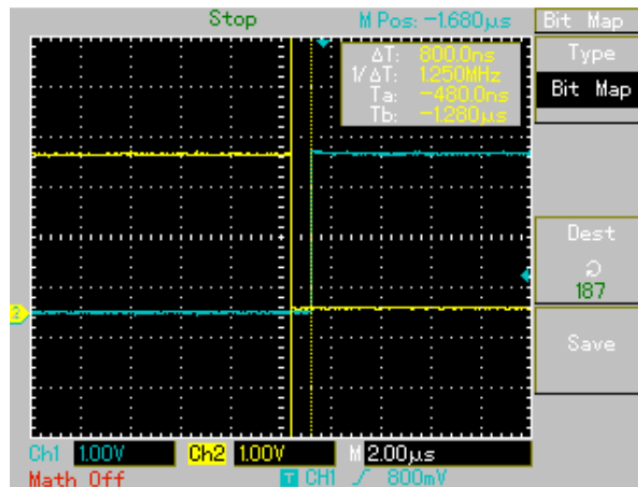 Stop M Pos: -1.680µs Bit Map
Type
Bit Map
ΔT: 800.0ns
1/ΔT: 1.250MHz
Ta: -480.0ns
Tb: -1.280µs
Dest
187
2
Save
Ch1 1.00V Ch2 1.00V M 2.00µs
Math Off T CH1 800mV